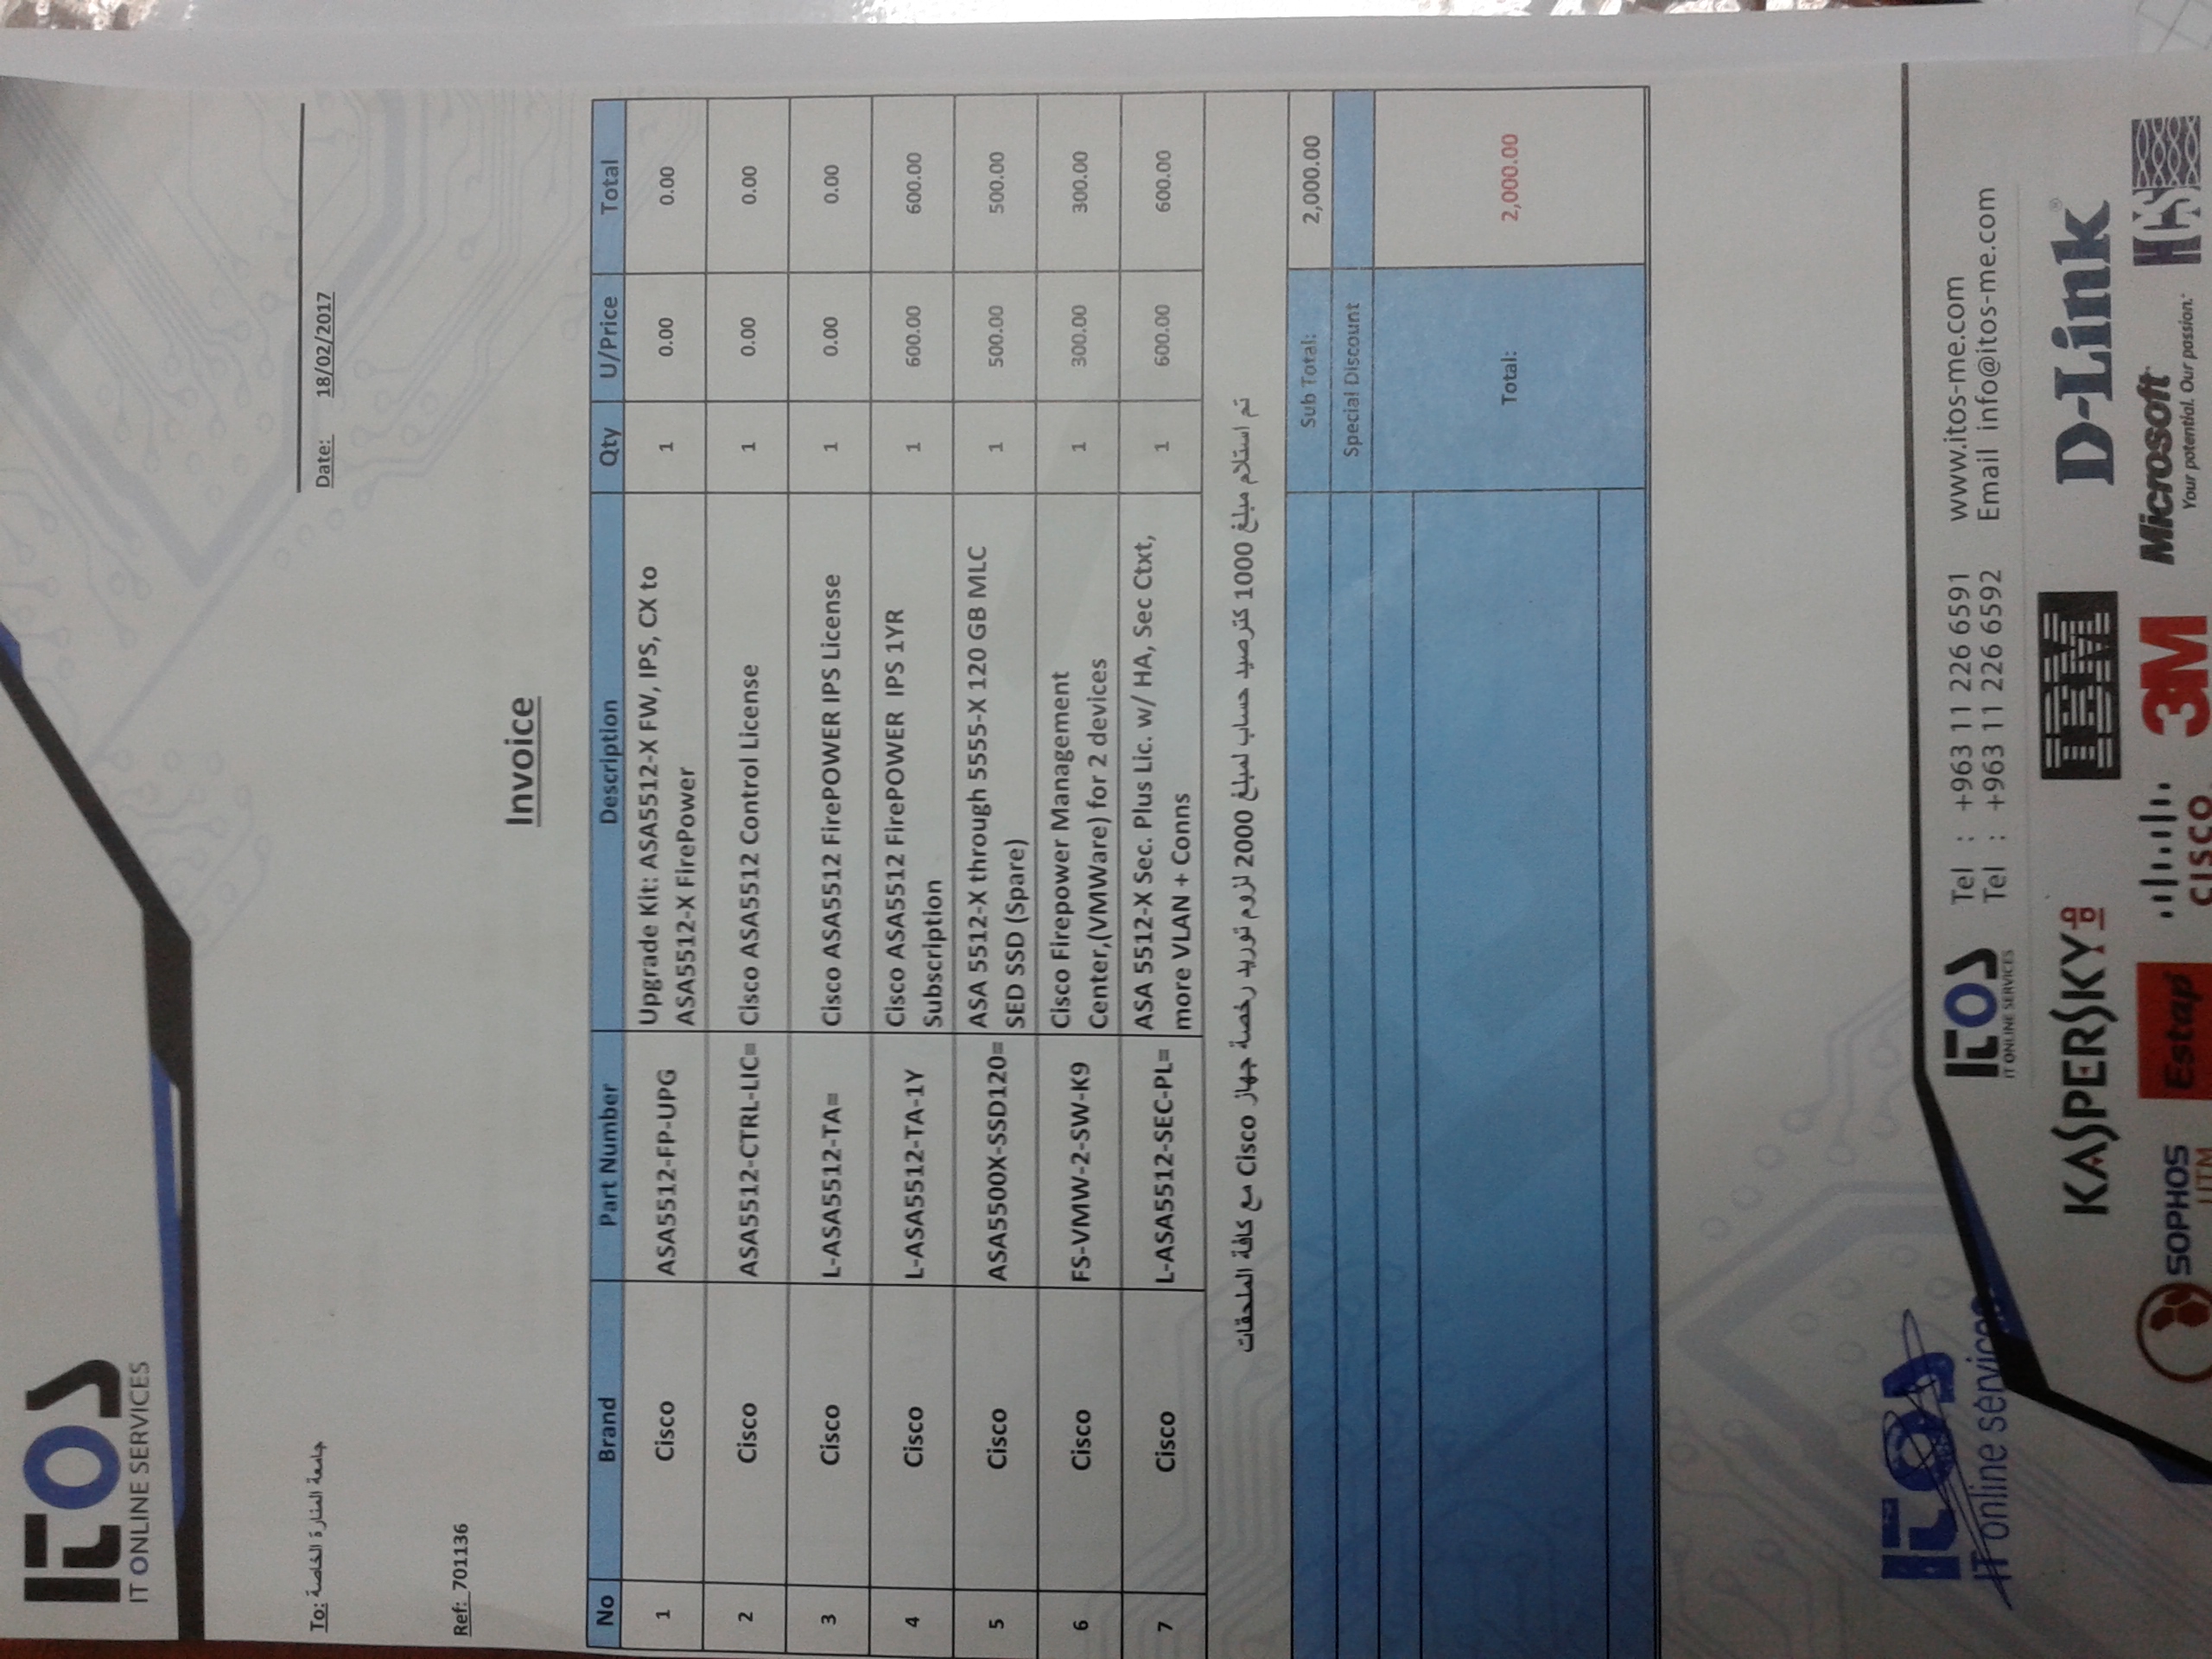 ITOS
IT ONLINE SERVICES
To: جامعة المنارة الخاصة
Date: 18/02/2017
Ref: 701136
Invoice
No Brand Part Number Description Qty U/Price Total
1 Cisco ASA5512-FP-UPG Upgrade Kit: ASA5512-X FW, IPS, CX to
ASA5512-X FirePower 1 0.00 0.00
2 Cisco ASA5512-CTRL-LIC= Cisco ASA5512 Control License 1 0.00 0.00
3 Cisco L-ASA5512-TA= Cisco ASA5512 FirePOWER IPS License 1 0.00 0.00
4 Cisco L-ASA5512-TA-1Y Cisco ASA5512 FirePOWER IPS 1YR
Subscription 1 600.00 600.00
5 Cisco ASA5500X-SSD120= ASA 5512-X through 5555-X 120 GB MLC
SED SSD (Spare) 1 500.00 500.00
6 Cisco FS-VMW-2-SW-K9 Cisco Firepower Management
Center,(VMWare) for 2 devices 1 300.00 300.00
7 Cisco L-ASA5512-SEC-PL= ASA 5512-X Sec. Plus Lic. w/ HA, Sec Ctxt,
more VLAN + Conns 1 600.00 600.00
تم استلام مبلغ 1000 كترصيد حساب لمبلغ 2000 لزوم توريد رخصة جهاز Cisco مع كافة الملحقات
Sub Total: 2,000.00
Special Discount
Total: 2,000.00
ITOS
IT online services
ITOS
IT ONLINE SERVICES
Tel : +963 11 226 6591 www.itos-me.com
Tel : +963 11 226 6592 Email info@itos-me.com
KASPERSKY lab IBM D-Link
SOPHOS
UTM
Estap
CISCO
3M
Microsoft
Your potential. Our passion.
HCS